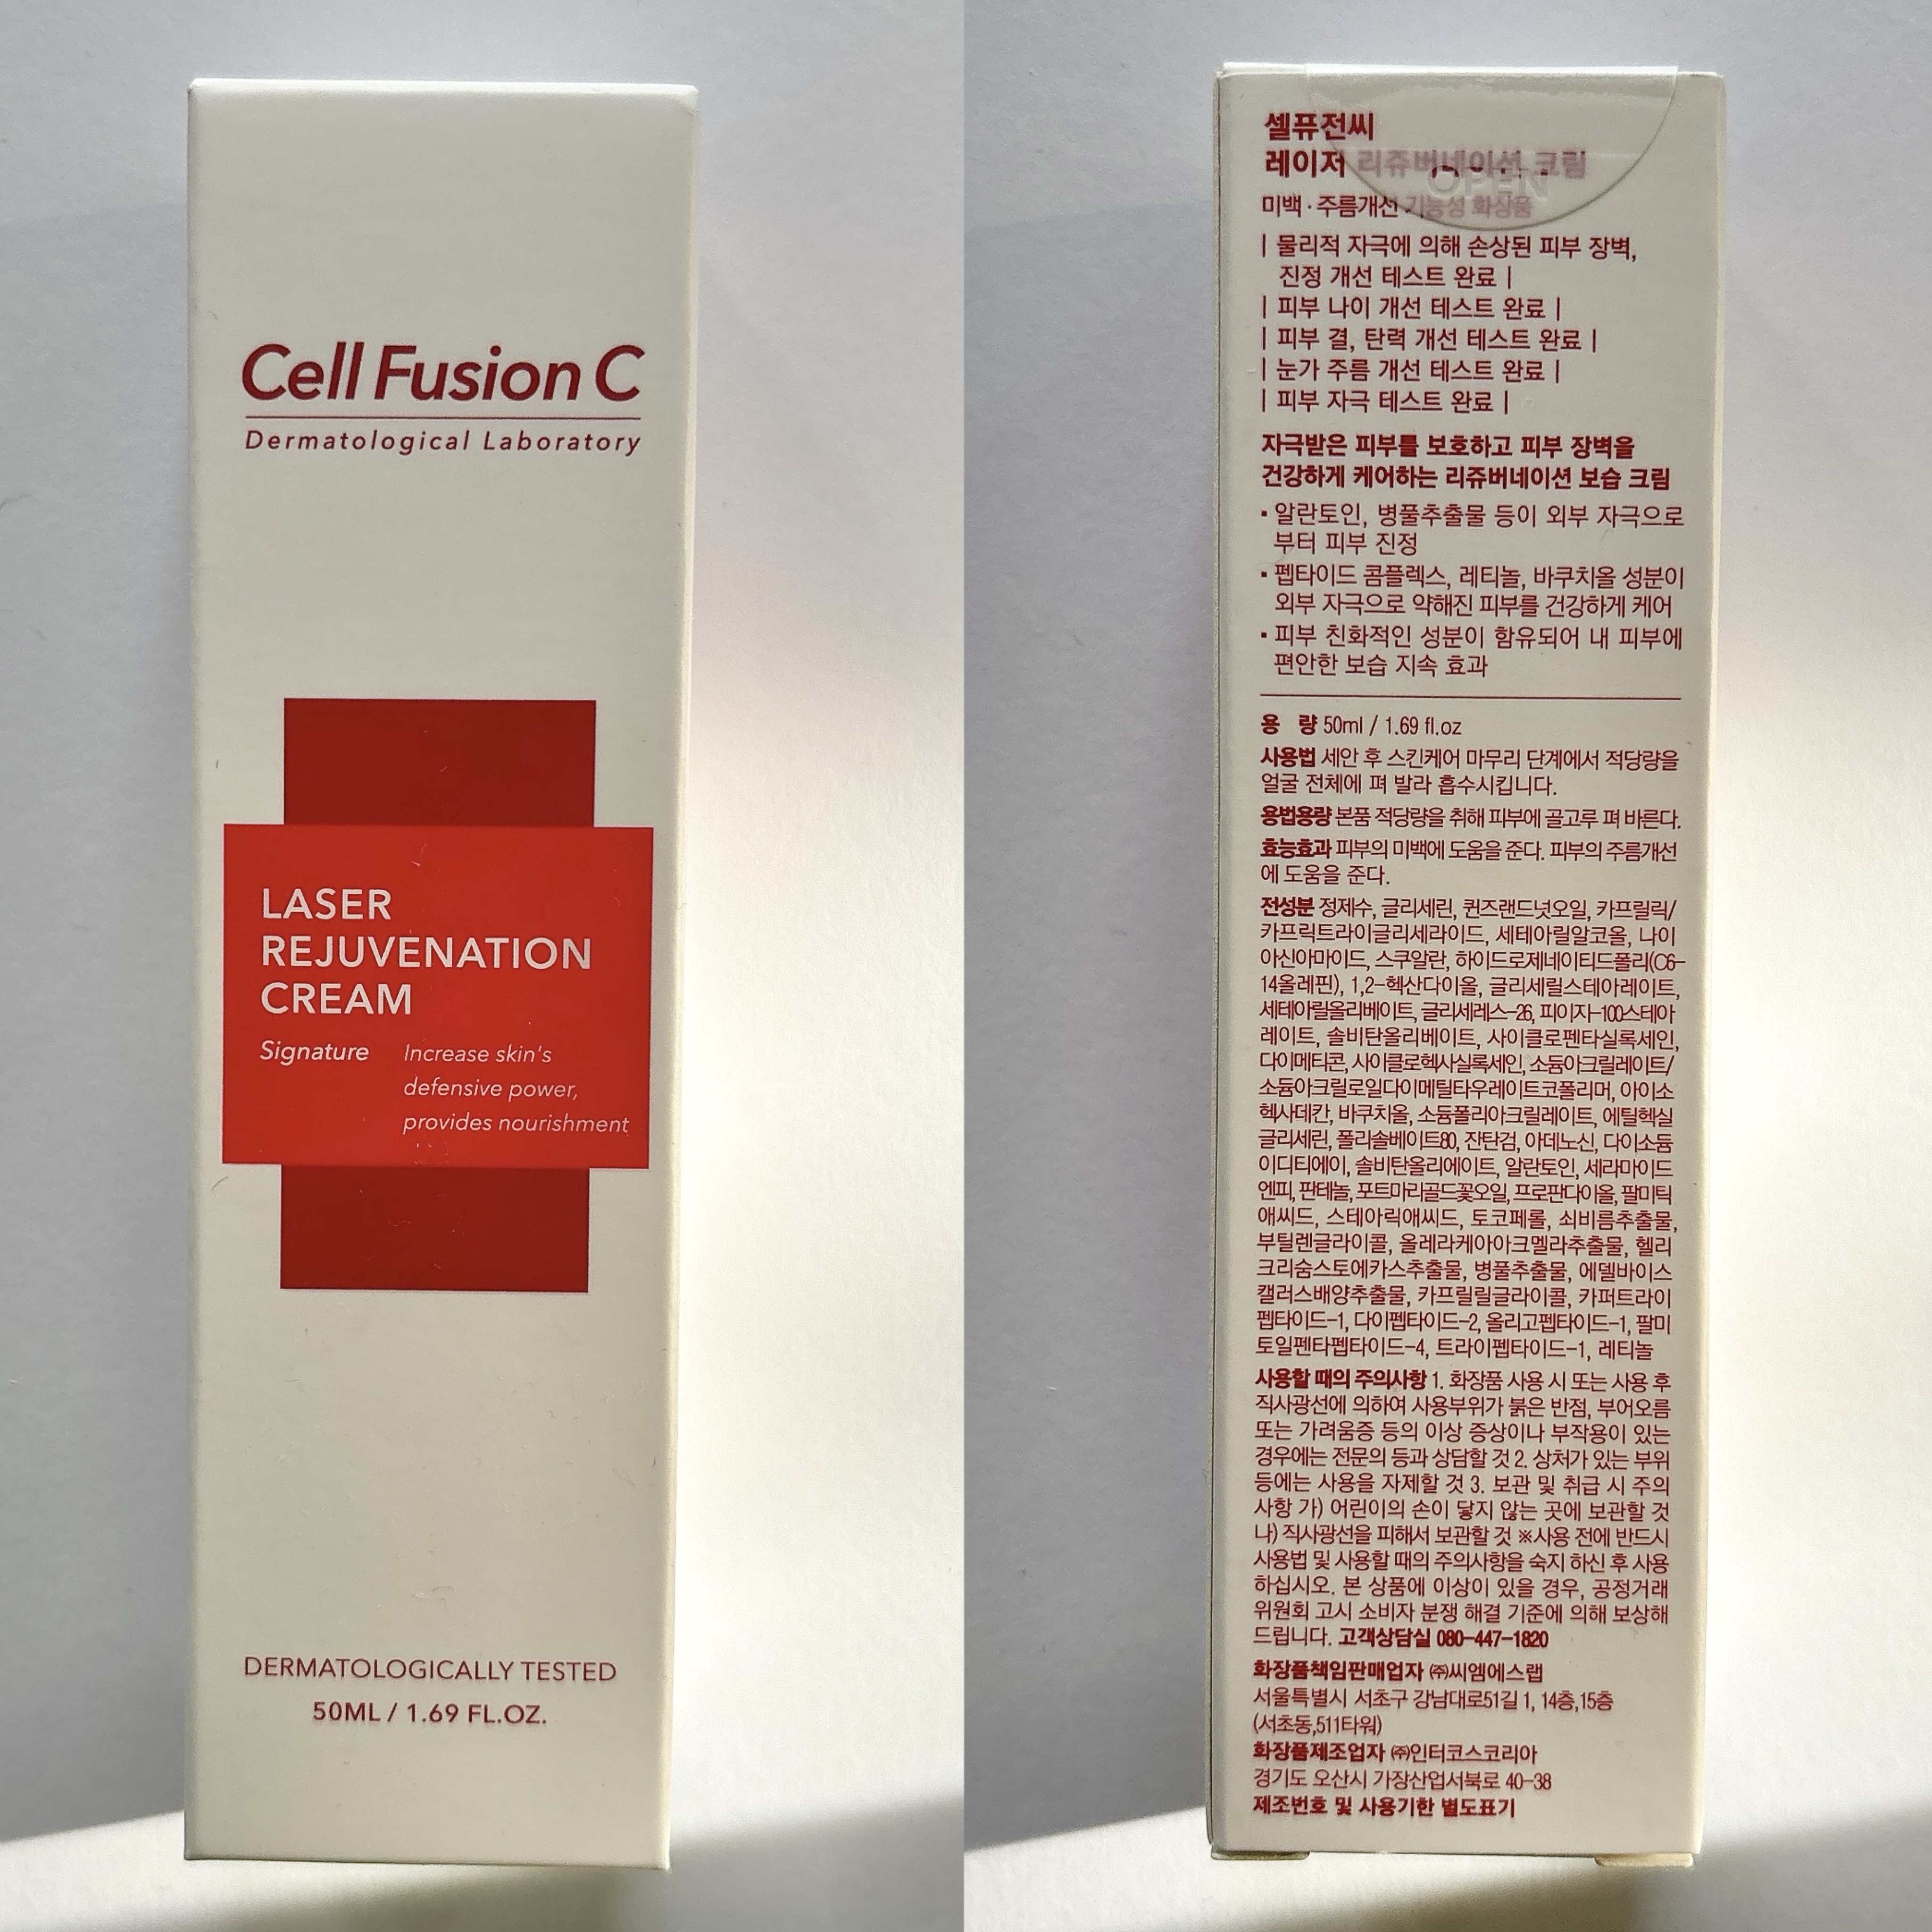 Cell Fusion C
Dermatological Laboratory
LASER
REJUVENATION
CREAM
Signature
Increase skin's
defensive power,
provides nourishment
DERMATOLOGICALLY TESTED
50ML / 1.69 FL.OZ.
셀퓨전씨
레이저 리쥬버네이션 크림
OPEN
미백·주름개선 기능성 화장품
| 물리적 자극에 의해 손상된 피부 장벽,
진정 개선 테스트 완료 |
| 피부 나이 개선 테스트 완료 |
| 피부 결, 탄력 개선 테스트 완료 |
| 눈가 주름 개선 테스트 완료 |
| 피부 자극 테스트 완료 |
자극받은 피부를 보호하고 피부 장벽을
건강하게 케어하는 리쥬버네이션 보습 크림
▪ 알란토인, 병풀추출물 등이 외부 자극으로
부터 피부 진정
▪ 펩타이드 콤플렉스, 레티놀, 바쿠치올 성분이
외부 자극으로 약해진 피부를 건강하게 케어
▪ 피부 친화적인 성분이 함유되어 내 피부에
편안한 보습 지속 효과
용 량 50ml / 1.69 fl.oz
사용법 세안 후 스킨케어 마무리 단계에서 적당량을
얼굴 전체에 펴 발라 흡수시킵니다.
용법용량 본품 적당량을 취해 피부에 골고루 펴 바른다.
효능효과 피부의 미백에 도움을 준다. 피부의 주름개선
에 도움을 준다.
전성분 정제수, 글리세린, 퀸즈랜드넛오일, 카프릴릭/
카프릭트라이글리세라이드, 세테아릴알코올, 나이
아신아마이드, 스쿠알란, 하이드로제네이티드폴리(C6-
14올레핀), 1,2-헥산다이올, 글리세릴스테아레이트,
세테아릴올리베이트, 글리세레스-26, 피이지-100스테아
레이트, 솔비탄올리베이트, 사이클로펜타실록세인,
다이메티콘, 사이클로헥사실록세인, 소듐아크릴레이트/
소듐아크릴로일다이메틸타우레이트코폴리머, 아이소
헥사데칸, 바쿠치올, 소듐폴리아크릴레이트, 에틸헥실
글리세린, 폴리솔베이트80, 잔탄검, 아데노신, 다이소듐
이디티에이, 솔비탄올리에이트, 알란토인, 세라마이드
엔피, 판테놀, 포트마리골드꽃오일, 프로판다이올, 팔미틱
애씨드, 스테아릭애씨드, 토코페롤, 쇠비름추출물,
부틸렌글라이콜, 올레라케아아크멜라추출물, 헬리
크리숨스토에카스추출물, 병풀추출물, 에델바이스
캘러스배양추출물, 카프릴릴글라이콜, 카퍼트라이
펩타이드-1, 다이펩타이드-2, 올리고펩타이드-1, 팔미
토일펜타펩타이드-4, 트라이펩타이드-1, 레티놀
사용할 때의 주의사항 1. 화장품 사용 시 또는 사용 후
직사광선에 의하여 사용부위가 붉은 반점, 부어오름
또는 가려움증 등의 이상 증상이나 부작용이 있는
경우에는 전문의 등과 상담할 것 2. 상처가 있는 부위
등에는 사용을 자제할 것 3. 보관 및 취급 시 주의
사항 가) 어린이의 손이 닿지 않는 곳에 보관할 것
나) 직사광선을 피해서 보관할 것 ※사용 전에 반드시
사용법 및 사용할 때의 주의사항을 숙지 하신 후 사용
하십시오. 본 상품에 이상이 있을 경우, 공정거래
위원회 고시 소비자 분쟁 해결 기준에 의해 보상해
드립니다. 고객상담실 080-447-1820
화장품책임판매업자 ㈜씨엠에스랩
서울특별시 서초구 강남대로51길 1, 14층,15층
(서초동,511타워)
화장품제조업자 ㈜인터코스코리아
경기도 오산시 가장산업서북로 40-38
제조번호 및 사용기한 별도표기